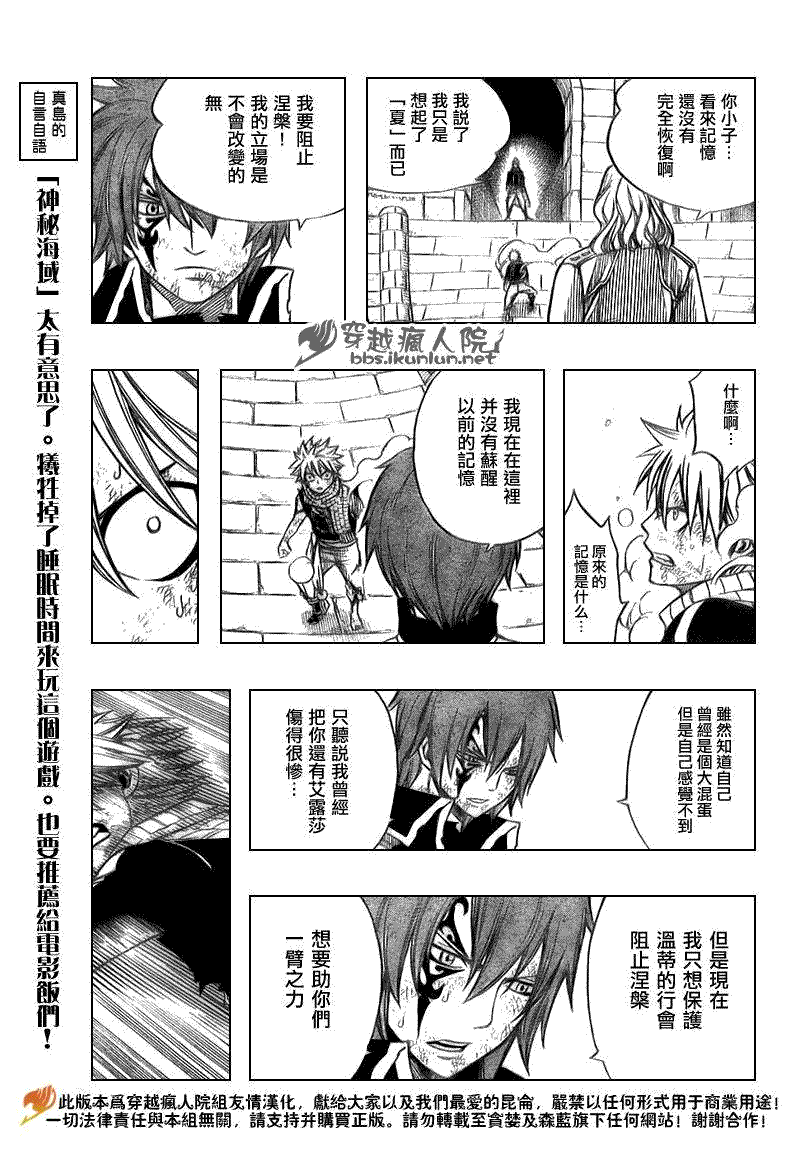 你小子…
看來記憶
還沒有
完全恢復啊
我說了
我只是
想起了
「夏」而已
我要阻止
涅槃！
我的立場是
不會改變的
無
什麼啊…
原來的
記憶是什么…
我現在在這裡
并沒有蘇醒
以前的記憶
雖然知道自己
曾經是個大混蛋
但是自己感覺不到
只聽說我曾經
把你還有艾露莎
傷得很慘…
但是現在
我只想保護
溫蒂的行會
阻止涅槃
想要助你們
一臂之力
真島的
自言自語
「神秘海域」太有意思了。犧牲掉了睡眠時間來玩這個遊戲。也要推薦給電影飯們！
穿越瘋人院
bbs.ikunlun.net
此版本爲穿越瘋人院組友情漢化，獻給大家以及我們最愛的昆侖，嚴禁以任何形式用于商業用途！
一切法律責任與本組無關，請支持并購買正版。請勿轉載至貪婪及森藍旗下任何網站！謝謝合作！